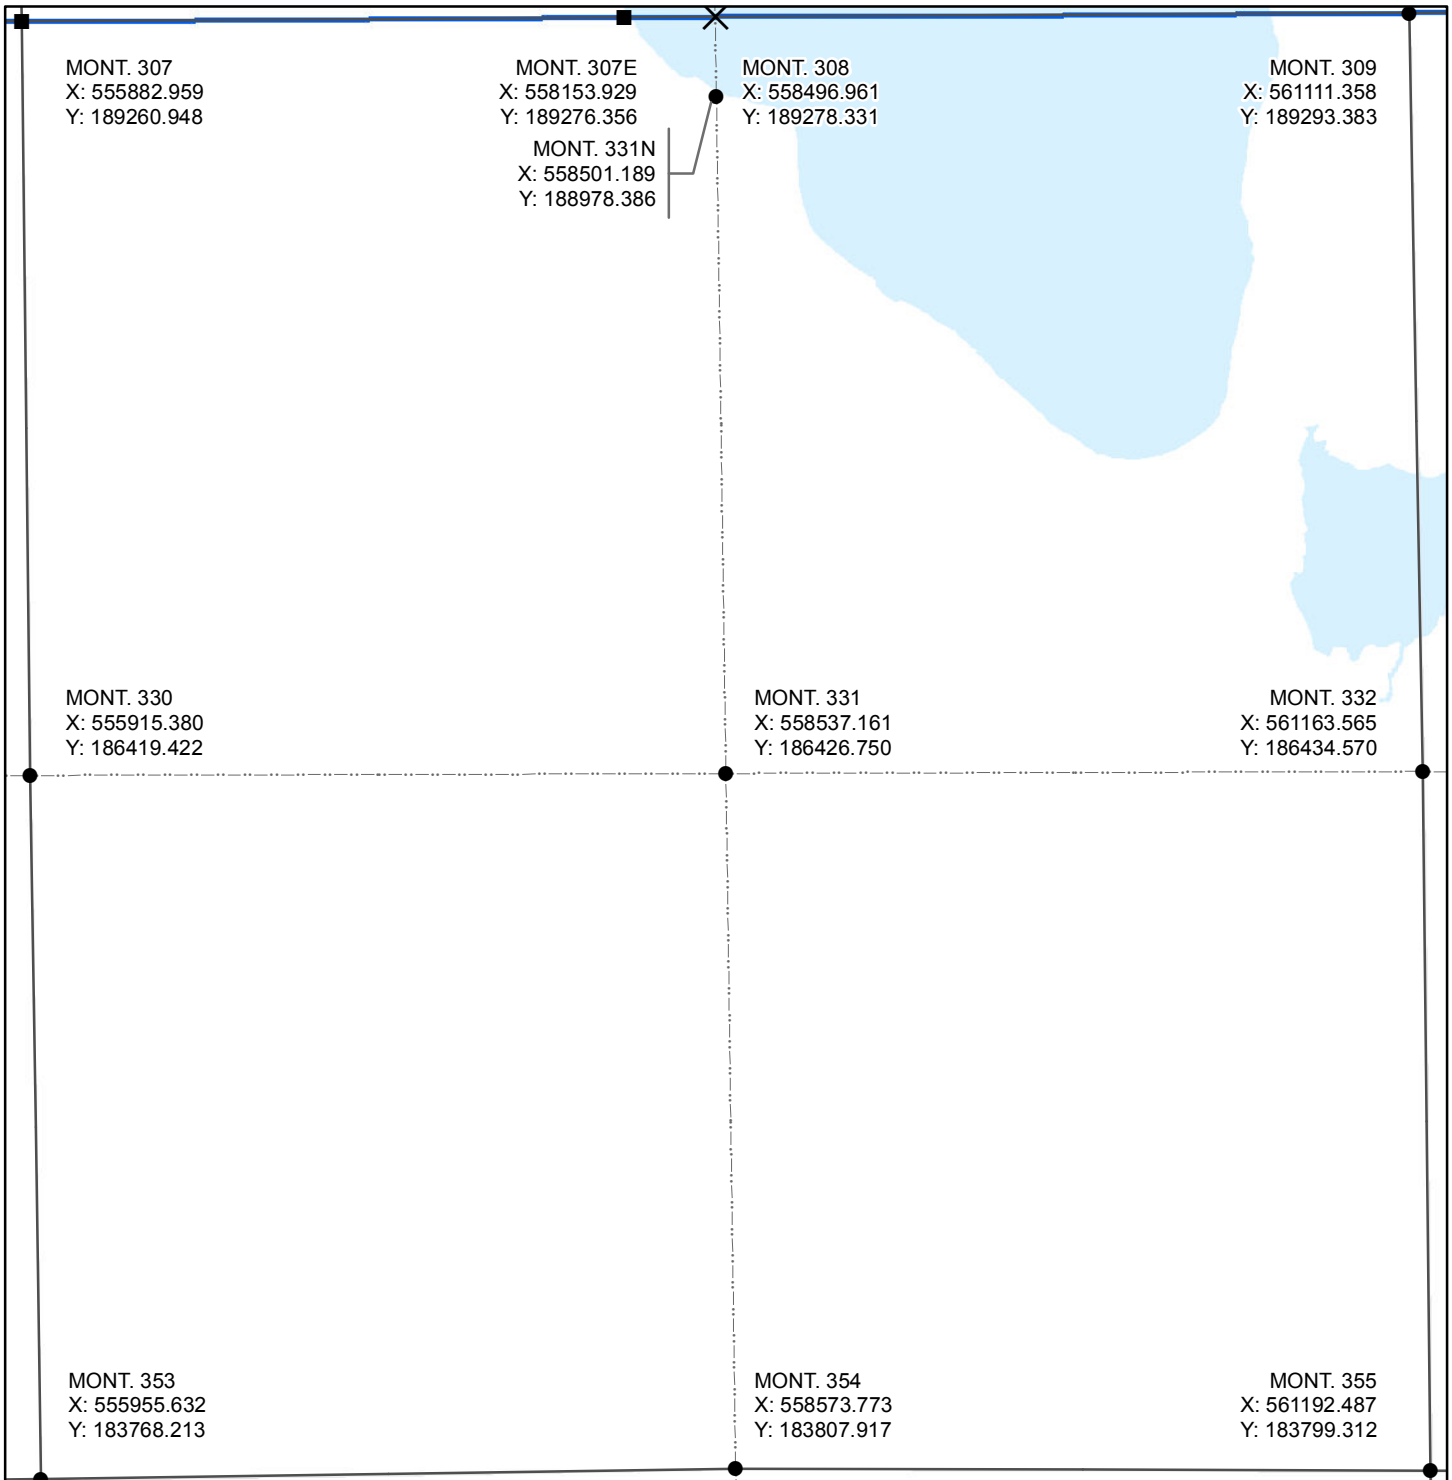 MONT. 307
X: 555882.959
Y: 189260.948
MONT. 307E
X: 558153.929
Y: 189276.356
MONT. 308
X: 558496.961
Y: 189278.331
MONT. 309
X: 561111.358
Y: 189293.383
MONT. 331N
X: 558501.189
Y: 188978.386
MONT. 330
X: 555915.380
Y: 186419.422
MONT. 331
X: 558537.161
Y: 186426.750
MONT. 332
X: 561163.565
Y: 186434.570
MONT. 353
X: 555955.632
Y: 183768.213
MONT. 354
X: 558573.773
Y: 183807.917
MONT. 355
X: 561192.487
Y: 183799.312